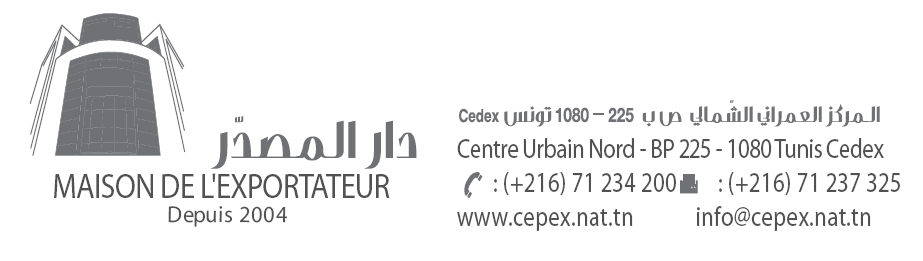 دار المصدّر
MAISON DE L'EXPORTATEUR
Depuis 2004
المركز العمراني الشّمالي ص ب 225 – 1080 تونس Cedex
Centre Urbain Nord - BP 225 - 1080 Tunis Cedex
: (+216) 71 234 200 : (+216) 71 237 325
www.cepex.nat.tn info@cepex.nat.tn